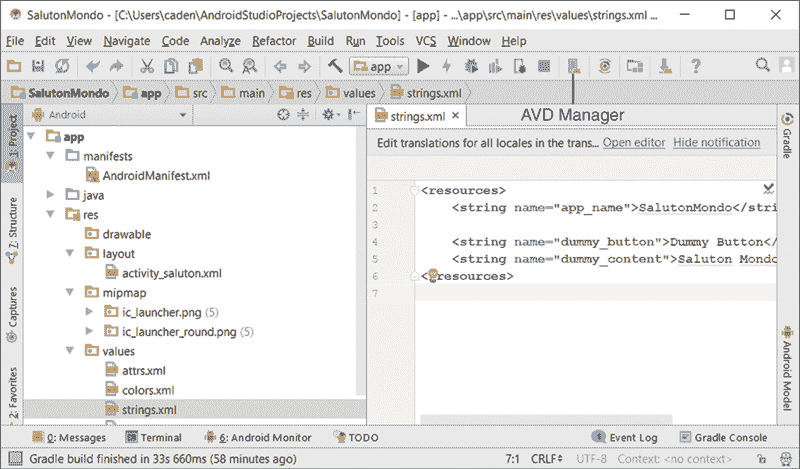 SalutonMondo - [C:\Users\caden\AndroidStudioProjects\SalutonMondo] - [app] - ...\app\src\main\res\values\strings.xml ...
File Edit View Navigate Code Analyze Refactor Build Run Tools VCS Window Help
app
SalutonMondo app src main res values strings.xml
Android
strings.xml
AVD Manager
1: Project
7: Structure
Captures
2: Favorites
app
manifests
AndroidManifest.xml
java
res
drawable
layout
activity_saluton.xml
mipmap
ic_launcher.png (5)
ic_launcher_round.png (5)
values
attrs.xml
colors.xml
strings.xml
Edit translations for all locales in the trans... Open editor Hide notification
1 <resources>
2 <string name="app_name">SalutonMondo</stri
3
4 <string name="dummy_button">Dummy Button</
5 <string name="dummy_content">Saluton Mondo
6 </resources>
7
Gradle
Android Model
0: Messages Terminal 6: Android Monitor TODO Event Log Gradle Console
Gradle build finished in 33s 660ms (58 minutes ago) 7:1 CRLF UTF-8 Context: <no context>